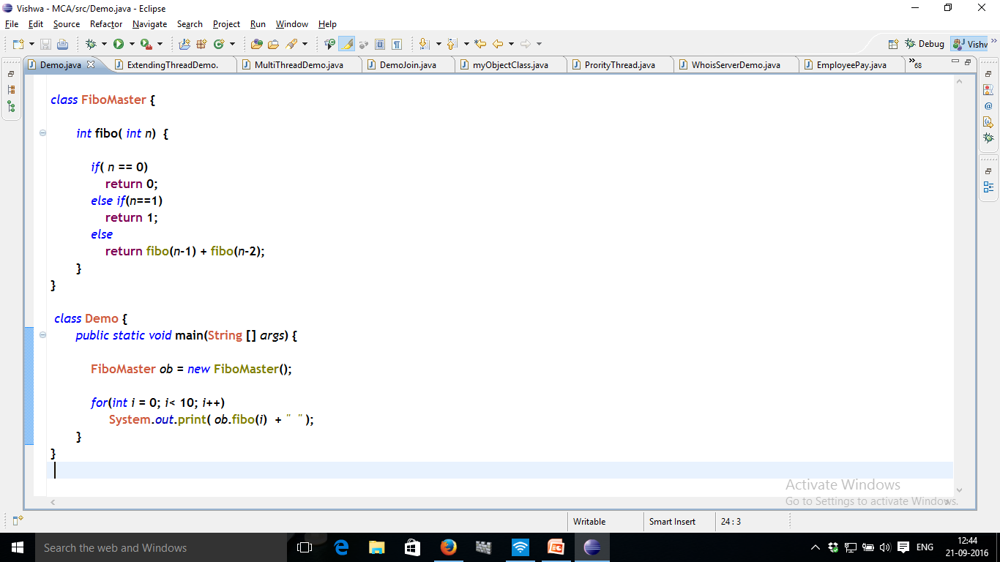 Vishwa - MCA/src/Demo.java - Eclipse
File Edit Source Refactor Navigate Search Project Run Window Help
Debug Vishv
Demo.java ExtendingThreadDemo. MultiThreadDemo.java DemoJoin.java myObjectClass.java ProrityThread.java WhoisServerDemo.java EmployeePay.java »68
class FiboMaster {
int fibo( int n) {
if( n == 0)
return 0;
else if(n==1)
return 1;
else
return fibo(n-1) + fibo(n-2);
}
}
class Demo {
public static void main(String [] args) {
FiboMaster ob = new FiboMaster();
for(int i = 0; i< 10; i++)
System.out.print( ob.fibo(i) + " " );
}
}
Activate Windows
Go to Settings to activate Windows.
Writable Smart Insert 24 : 3
Search the web and Windows
ENG
12:44
21-09-2016